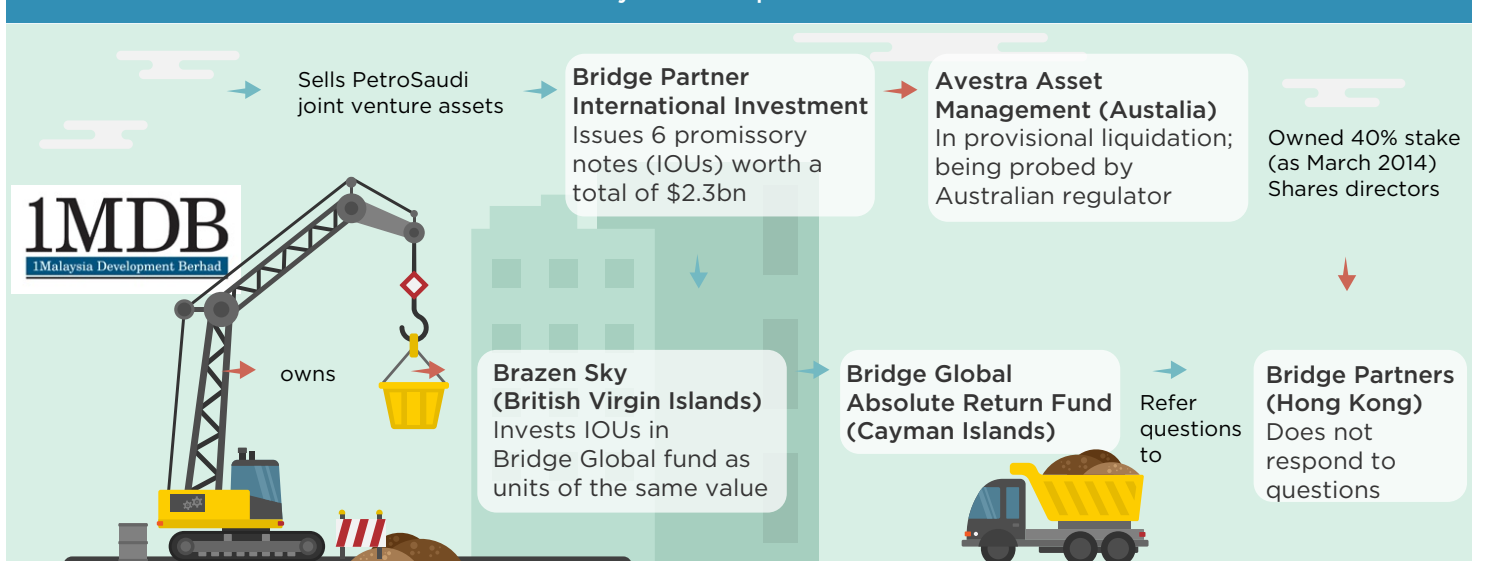 Sells PetroSaudi
joint venture assets
Bridge Partner
International Investment
Issues 6 promissory
notes (IOUs) worth a
total of $2.3bn
Avestra Asset
Management (Austalia)
In provisional liquidation;
being probed by
Australian regulator
Owned 40% stake
(as March 2014)
Shares directors
1MDB
1Malaysia Development Berhad
owns
Brazen Sky
(British Virgin Islands)
Invests IOUs in
Bridge Global fund as
units of the same value
Bridge Global
Absolute Return Fund
(Cayman Islands)
Refer
questions
to
Bridge Partners
(Hong Kong)
Does not
respond to
questions